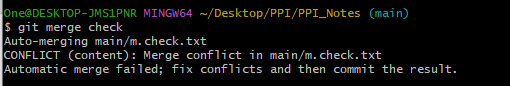 One@DESKTOP-JMS1PNR MINGW64 ~/Desktop/PPI/PPI_Notes (main)
$ git merge check
Auto-merging main/m.check.txt
CONFLICT (content): Merge conflict in main/m.check.txt
Automatic merge failed; fix conflicts and then commit the result.